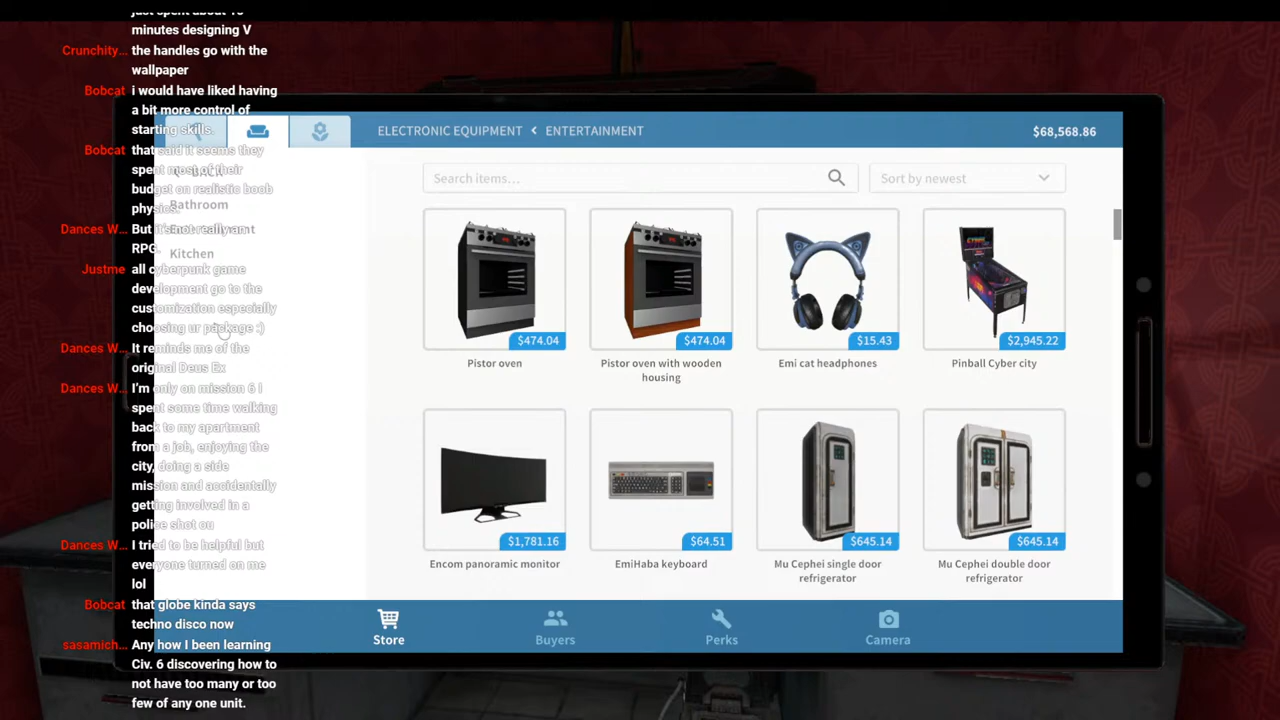 just spent about 10
minutes designing V
Crunchity…
the handles go with the
wallpaper
Bobcat
i would have liked having
a bit more control of
starting skills.
Bobcat
that said it seems they
spent most of their
budget on realistic boob
physics.
Dances W…
But it's not really an
RPG.
Justme
all cyberpunk game
development go to the
customization especially
choosing ur package :)
Dances W…
It reminds me of the
original Deus Ex
Dances W…
I'm only on mission 6 I
spent some time walking
back to my apartment
from a job, enjoying the
city, doing a side
mission and accidentally
getting involved in a
police shot ou
Dances W…
I tried to be helpful but
everyone turned on me
lol
Bobcat
that globe kinda says
techno disco now
sasamich…
Any how I been learning
Civ. 6 discovering how to
not have too many or too
few of any one unit.
Bathroom
Kitchen
ELECTRONIC EQUIPMENT < ENTERTAINMENT
$68,568.86
Search items...
Sort by newest
$474.04
Pistor oven
$474.04
Pistor oven with wooden
housing
$15.43
Emi cat headphones
$2,945.22
Pinball Cyber city
$1,781.16
Encom panoramic monitor
$64.51
EmiHaba keyboard
$645.14
Mu Cephei single door
refrigerator
$645.14
Mu Cephei double door
refrigerator
Store
Buyers
Perks
Camera